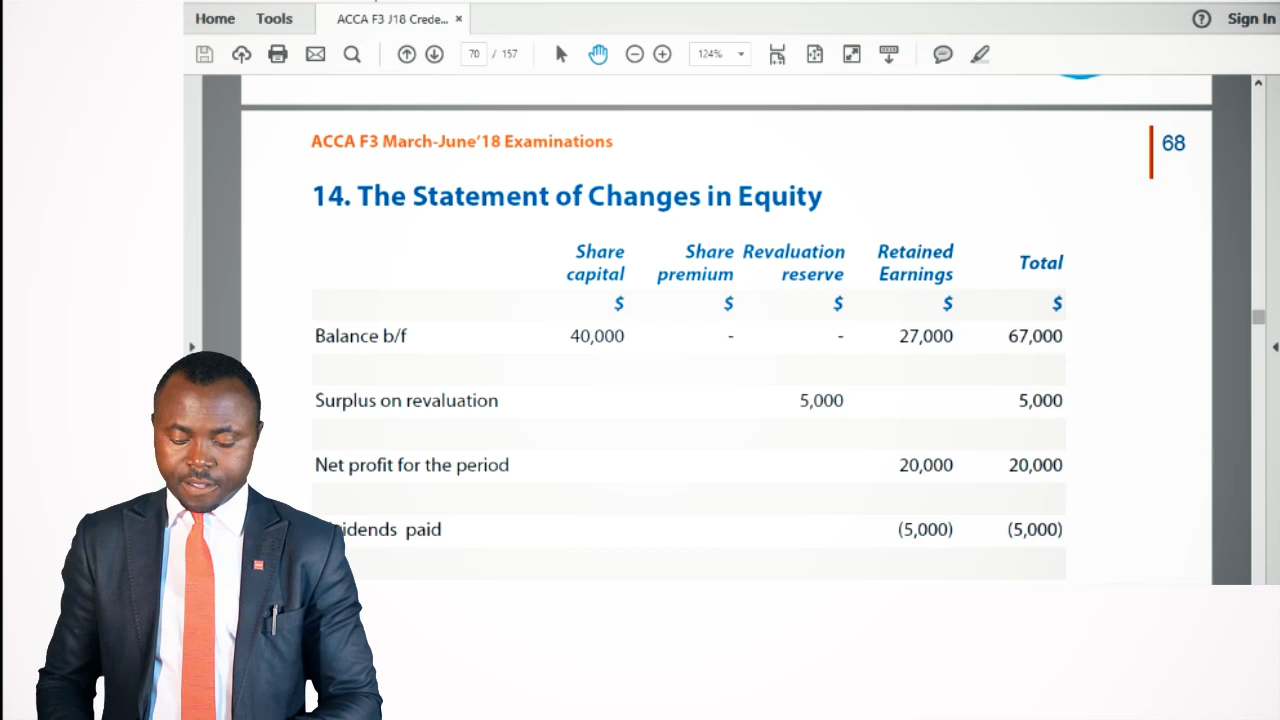 Home Tools ACCA F3 J18 Crede... × Sign In
70 / 157 124%
ACCA F3 March-June'18 Examinations 68
14. The Statement of Changes in Equity
Share Share Revaluation Retained Total
capital premium reserve Earnings
$ $ $ $ $
Balance b/f 40,000 - - 27,000 67,000
Surplus on revaluation 5,000 5,000
Net profit for the period 20,000 20,000
paid (5,000) (5,000)